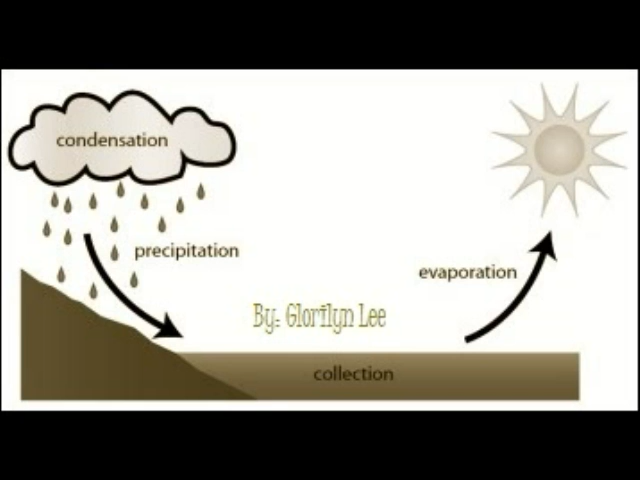 condensation
precipitation
evaporation
By: Glorilyn Lee
collection